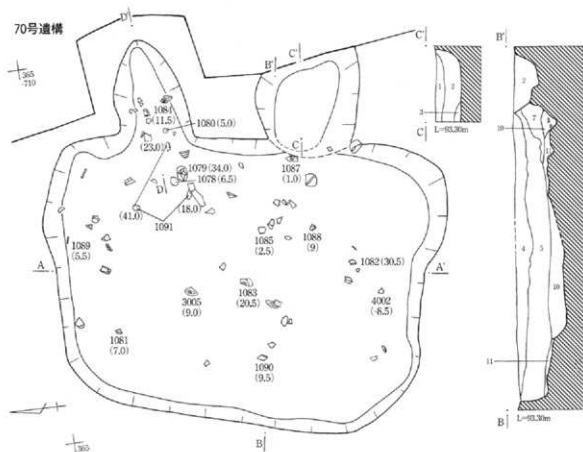 70号遺構
D'
C'
B'
C'
B'
365
-710
1084
(11.5)
1080(5.0)
(23.0)
C
1087
(1.0)
1079(34.0)
1078(6.5)
D
(41.0)
(18.0)
1091
1089
(5.5)
1085
(2.5)
1088
(9)
1082(30.5)
A
A'
3005
(9.0)
1083
(20.5)
4002
(-8.5)
1081
(7.0)
1090
(9.5)
365
B
1
2
3
C
L=93.30m
2
7
10
4
5
10
11
L=93.30m
B